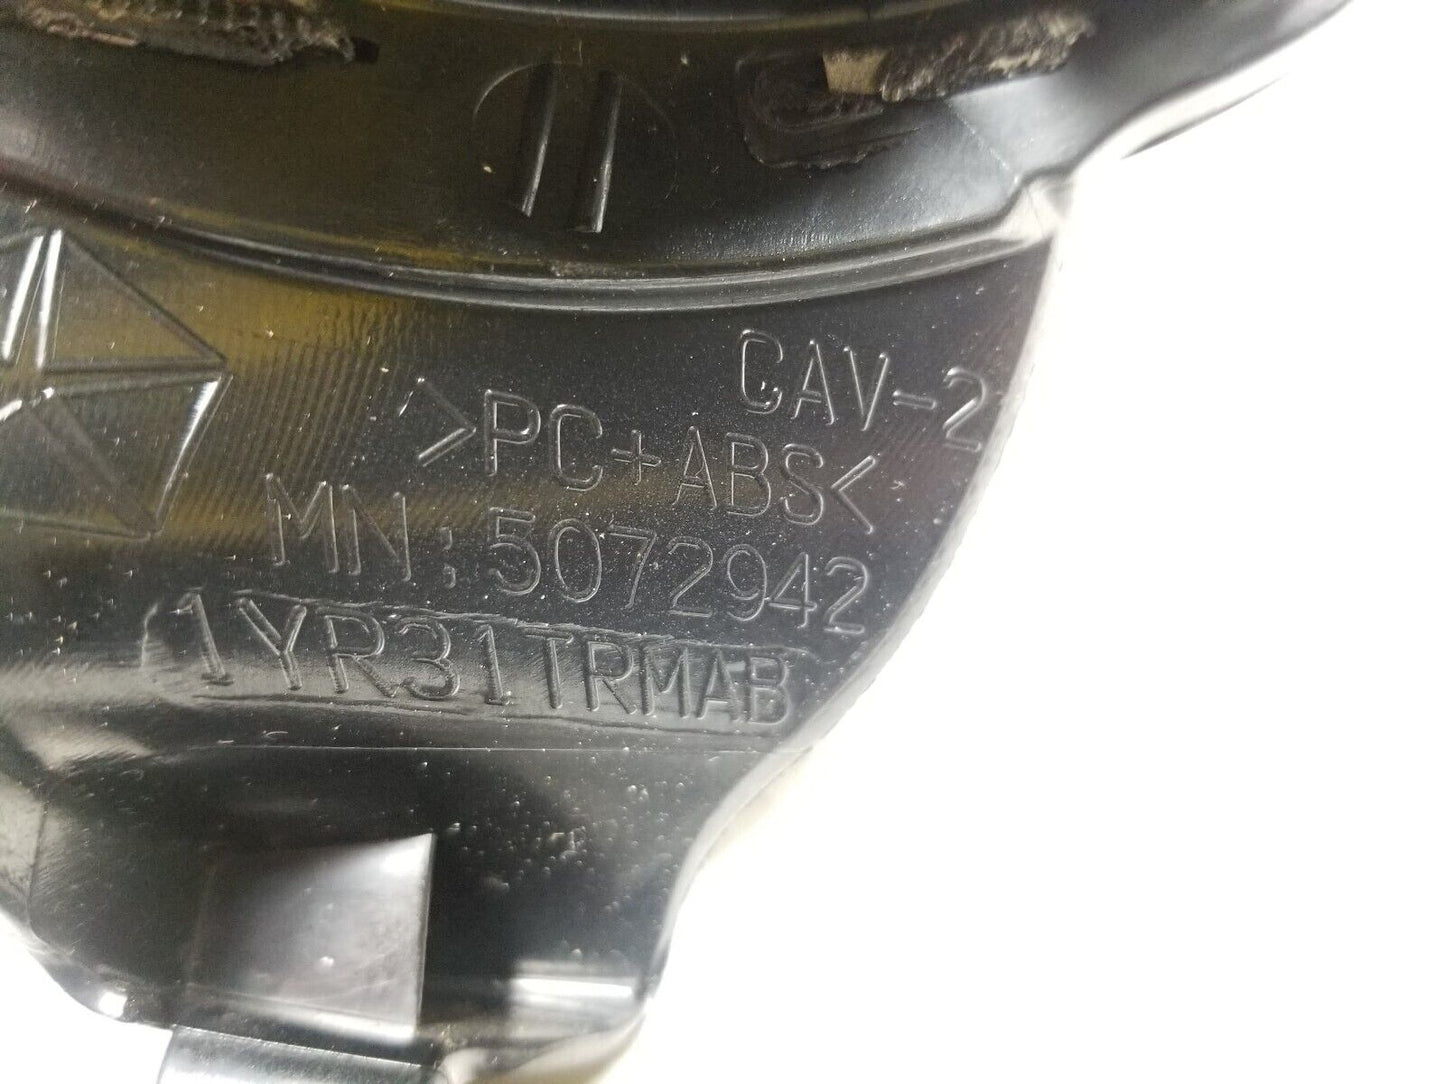 CAV-2
>PC+ABS<
MN:5072942
1YR31TRMAB